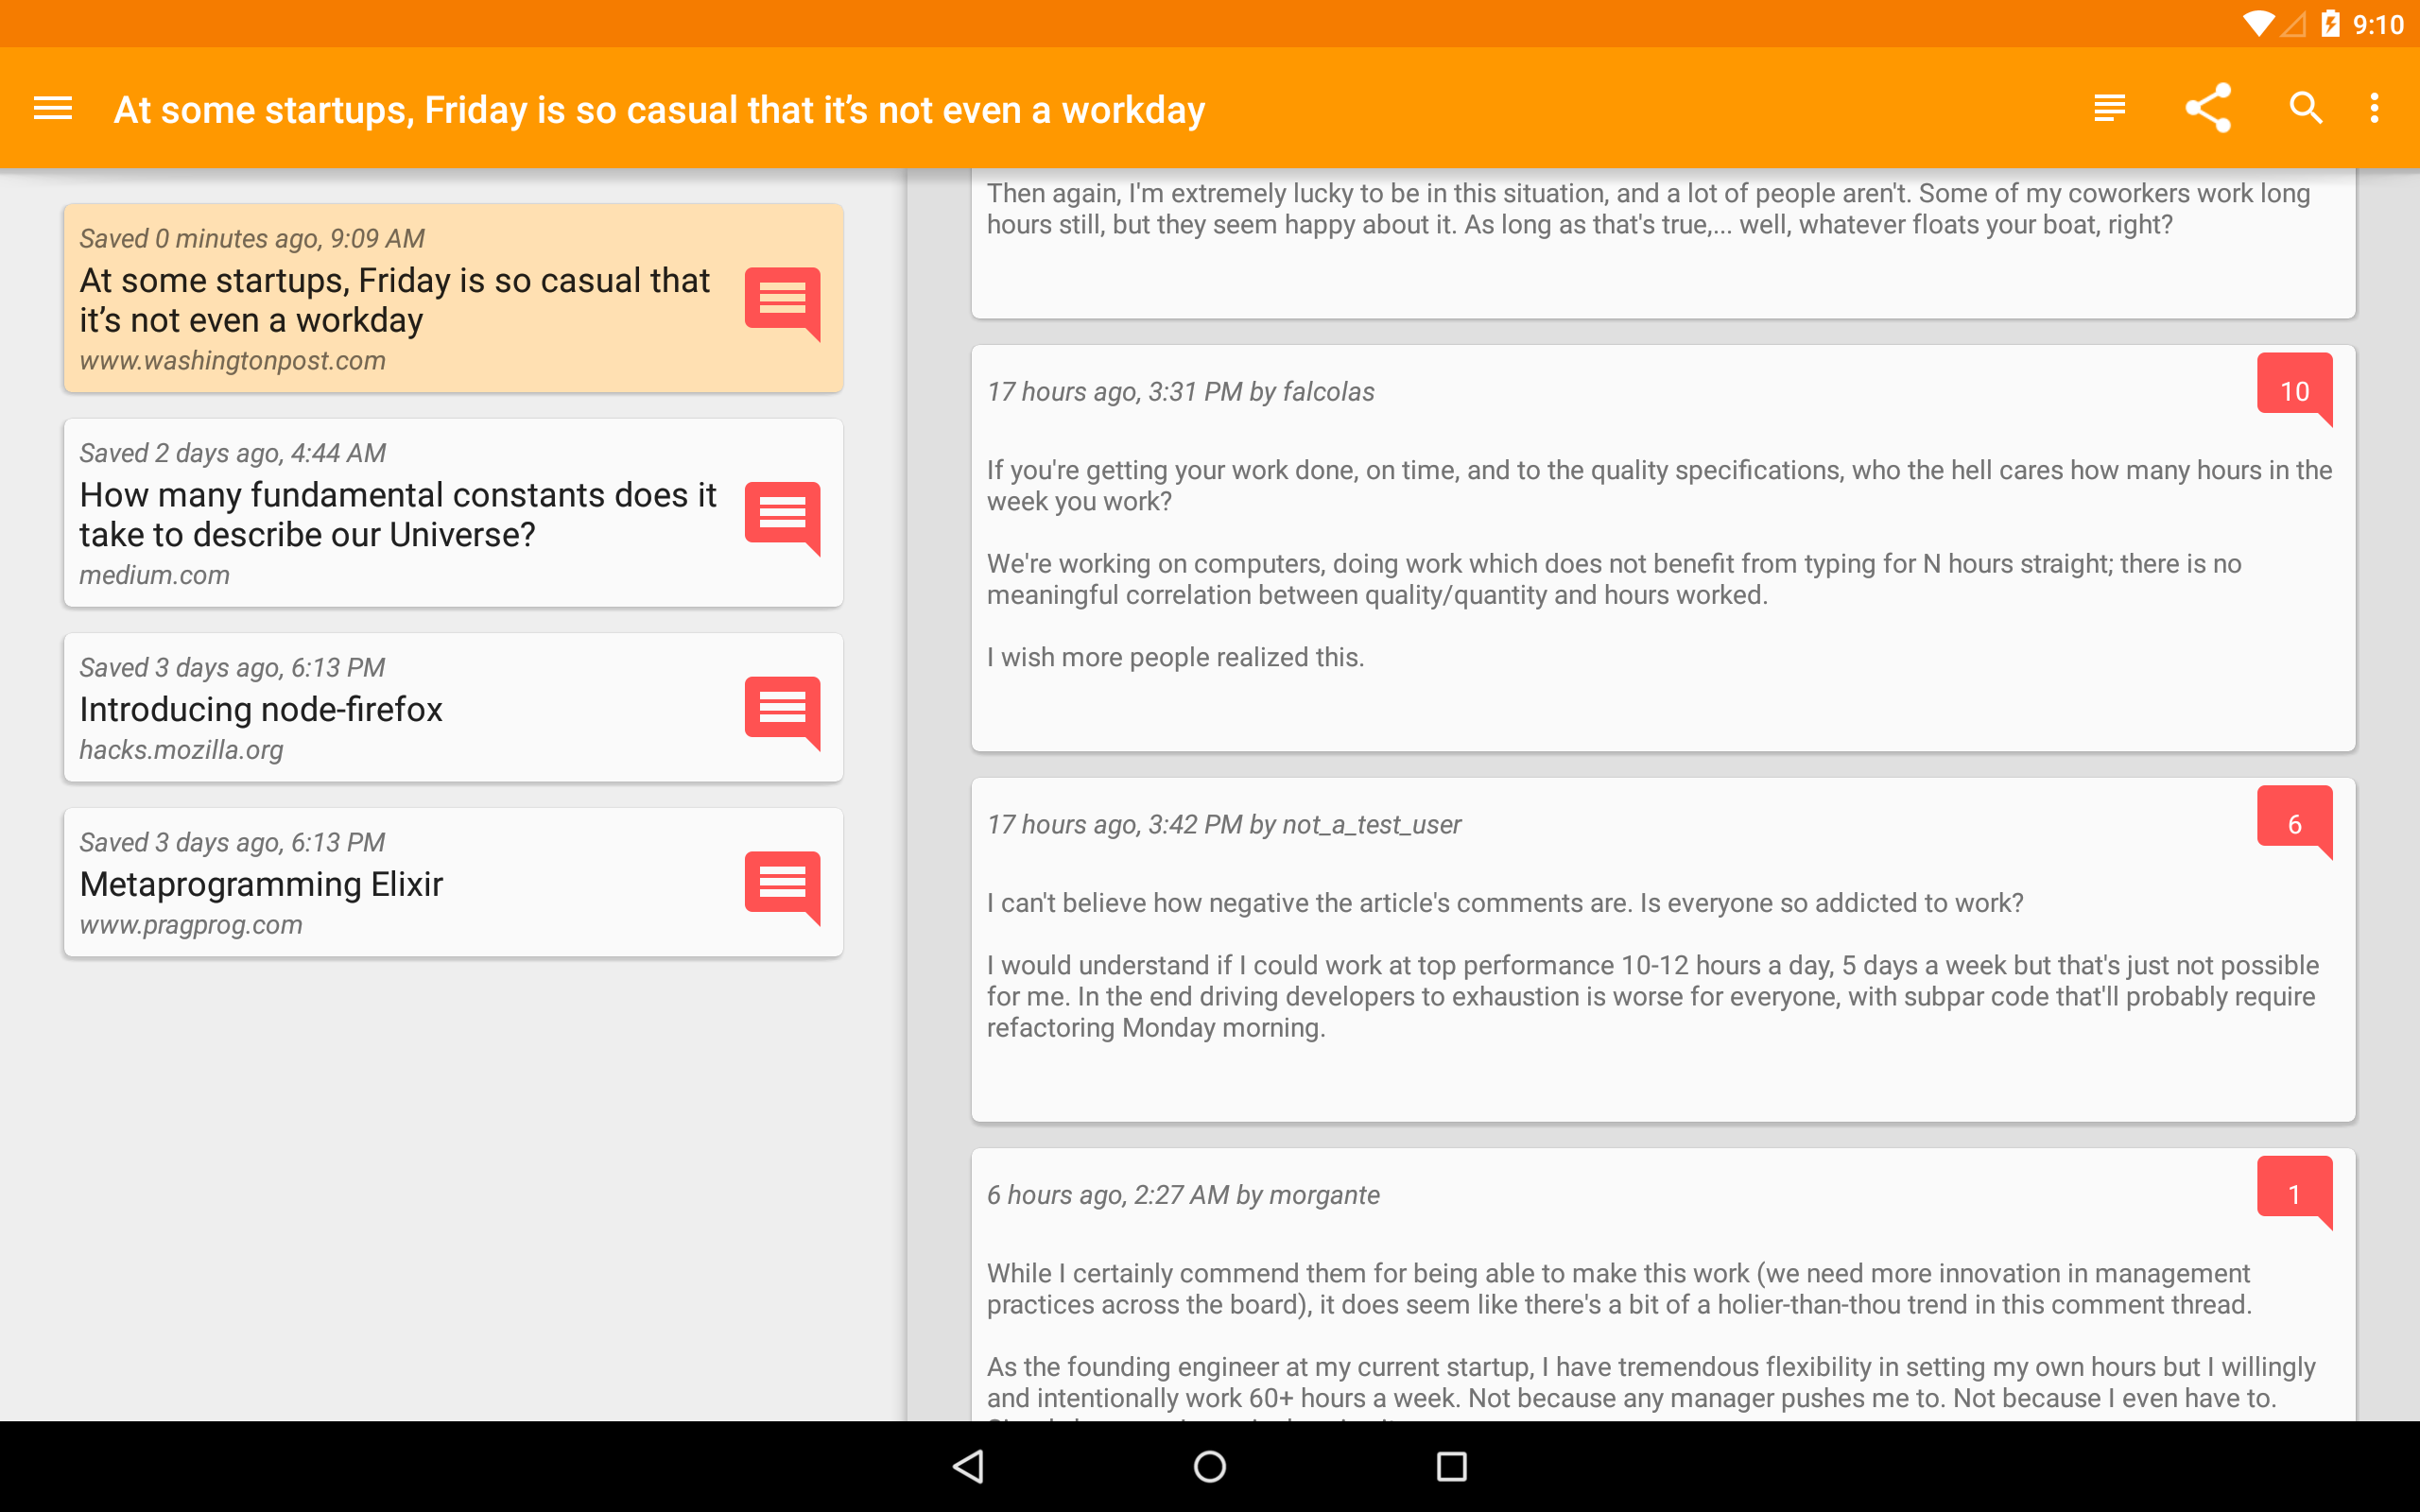 9:10
At some startups, Friday is so casual that it’s not even a workday
Saved 0 minutes ago, 9:09 AM
At some startups, Friday is so casual that
it’s not even a workday
www.washingtonpost.com
Saved 2 days ago, 4:44 AM
How many fundamental constants does it
take to describe our Universe?
medium.com
Saved 3 days ago, 6:13 PM
Introducing node-firefox
hacks.mozilla.org
Saved 3 days ago, 6:13 PM
Metaprogramming Elixir
www.pragprog.com
Then again, I'm extremely lucky to be in this situation, and a lot of people aren't. Some of my coworkers work long
hours still, but they seem happy about it. As long as that's true,... well, whatever floats your boat, right?
17 hours ago, 3:31 PM by falcolas
10
If you're getting your work done, on time, and to the quality specifications, who the hell cares how many hours in the
week you work?
We're working on computers, doing work which does not benefit from typing for N hours straight; there is no
meaningful correlation between quality/quantity and hours worked.
I wish more people realized this.
17 hours ago, 3:42 PM by not_a_test_user
6
I can't believe how negative the article's comments are. Is everyone so addicted to work?
I would understand if I could work at top performance 10-12 hours a day, 5 days a week but that's just not possible
for me. In the end driving developers to exhaustion is worse for everyone, with subpar code that'll probably require
refactoring Monday morning.
6 hours ago, 2:27 AM by morgante
1
While I certainly commend them for being able to make this work (we need more innovation in management
practices across the board), it does seem like there's a bit of a holier-than-thou trend in this comment thread.
As the founding engineer at my current startup, I have tremendous flexibility in setting my own hours but I willingly
and intentionally work 60+ hours a week. Not because any manager pushes me to. Not because I even have to.